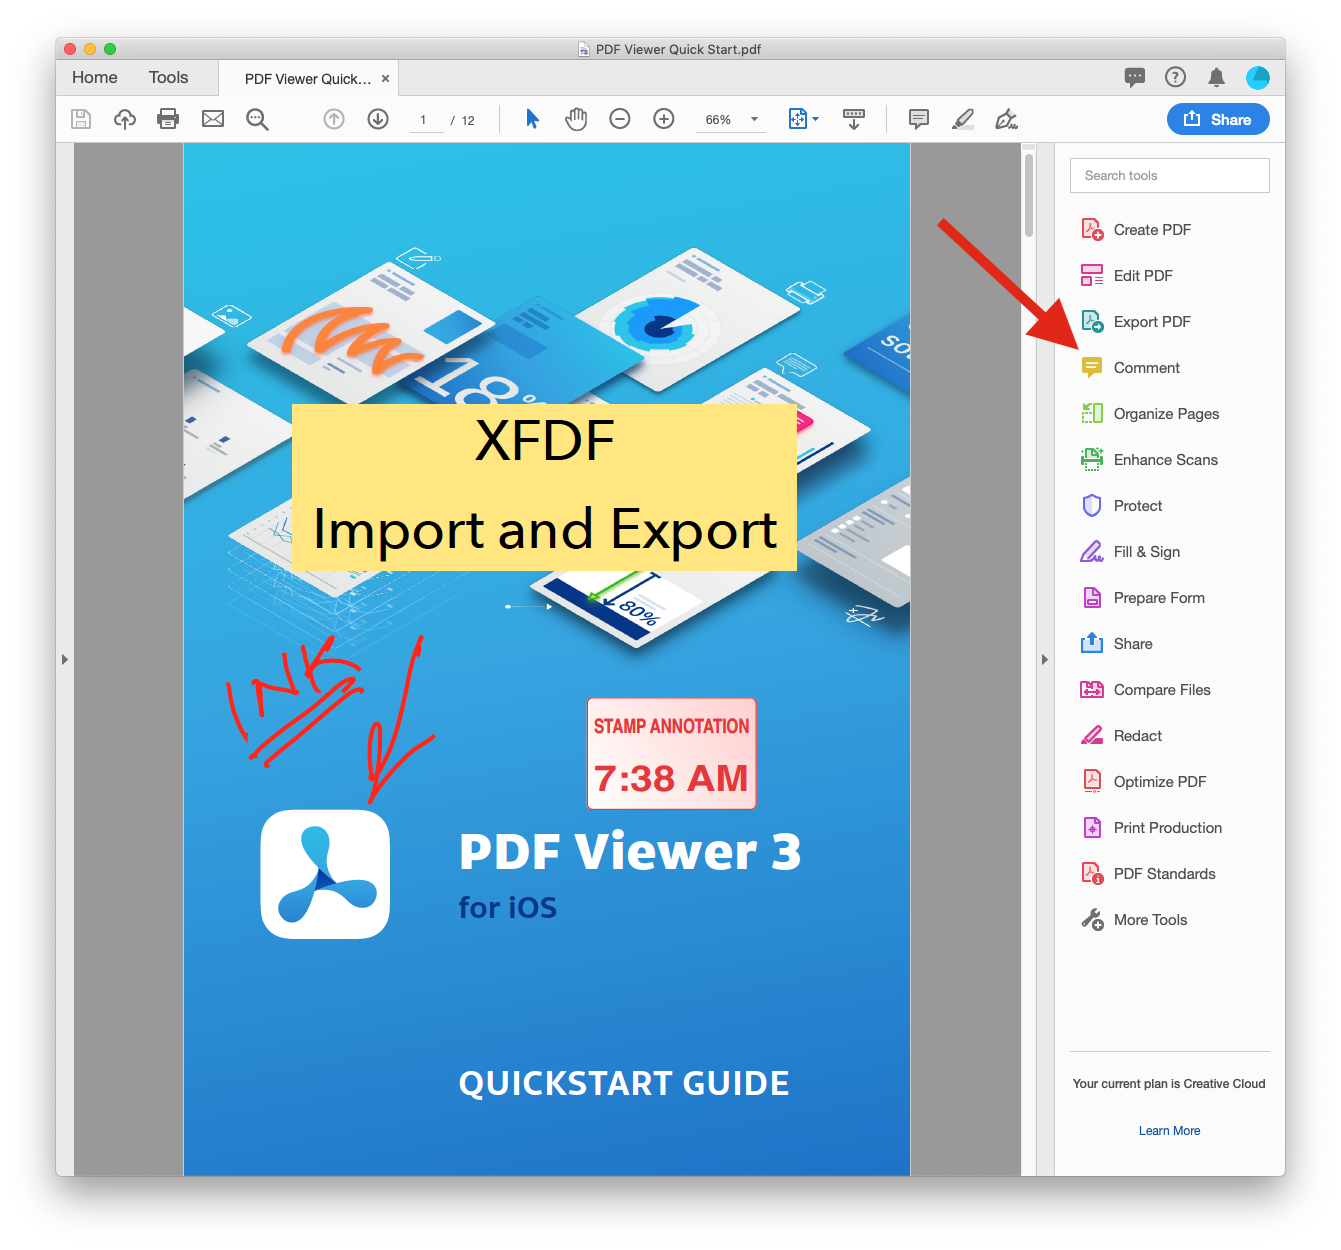 PDF Viewer Quick Start.pdf
Home
Tools
PDF Viewer Quick... ×
1 / 12
66%
Share
Search tools
Create PDF
Edit PDF
Export PDF
Comment
Organize Pages
Enhance Scans
Protect
Fill & Sign
Prepare Form
Share
Compare Files
Redact
Optimize PDF
Print Production
PDF Standards
More Tools
Your current plan is Creative Cloud
Learn More
18%
XFDF
Import and Export
80%
INK
STAMP ANNOTATION
7:38 AM
PDF Viewer 3
for iOS
QUICKSTART GUIDE